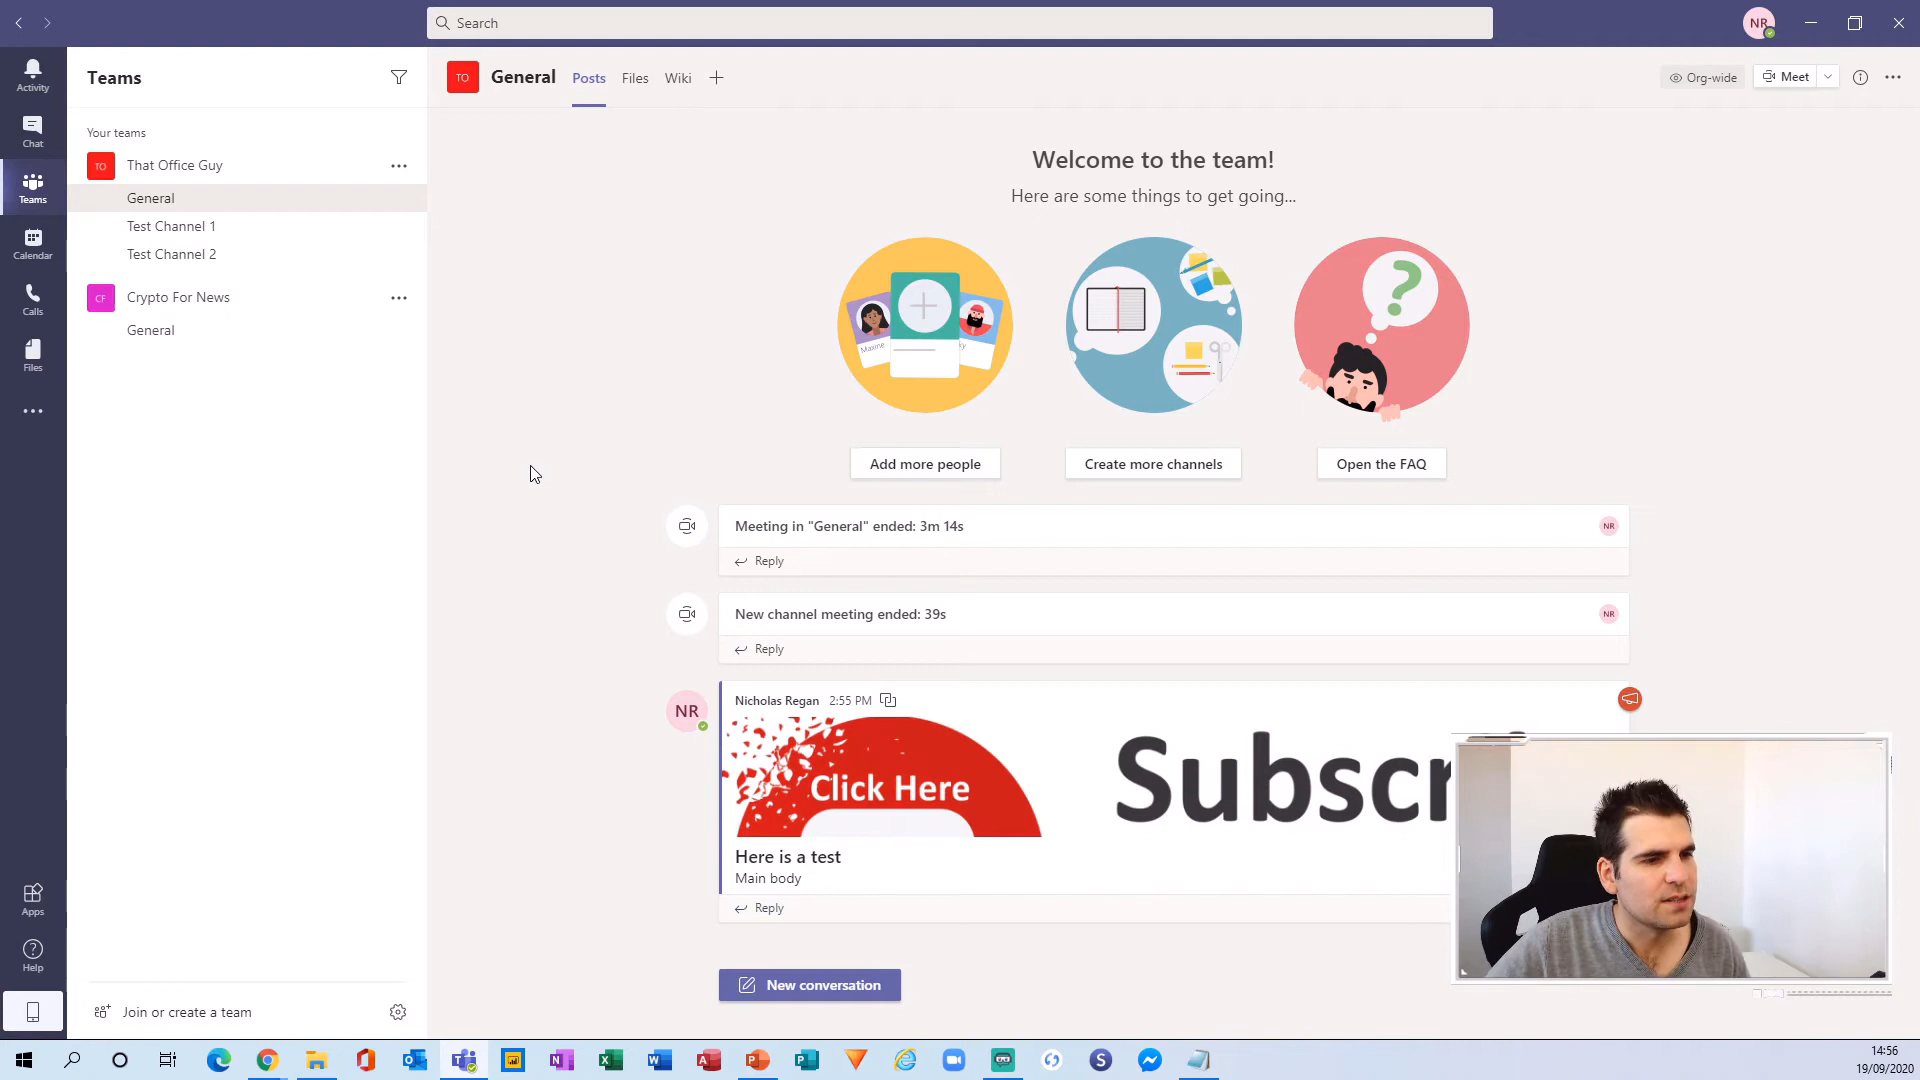 Search
NR
Activity
Chat
Teams
Calendar
Calls
Files
Apps
Help
Teams
Your teams
TO That Office Guy
General
Test Channel 1
Test Channel 2
CF Crypto For News
General
Join or create a team
TO General Posts Files Wiki
Org-wide Meet
Welcome to the team!
Here are some things to get going...
Maxine
Add more people
Create more channels
Open the FAQ
Meeting in "General" ended: 3m 14s NR
Reply
New channel meeting ended: 39s NR
Reply
NR Nicholas Regan 2:55 PM
Click Here Subscr
Here is a test
Main body
Reply
New conversation
14:56
19/09/2020